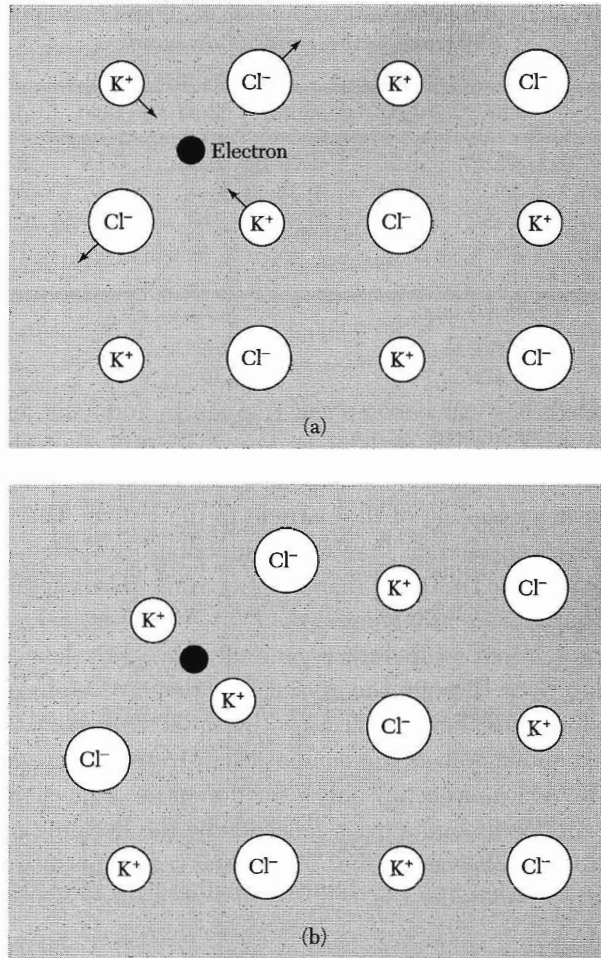 K⁺ Cl⁻ K⁺ Cl⁻
Electron
Cl⁻ K⁺ Cl⁻ K⁺
K⁺ Cl⁻ K⁺ Cl⁻
(a)
Cl⁻ K⁺ Cl⁻
K⁺
K⁺
Cl⁻ K⁺
Cl⁻
K⁺ Cl⁻ K⁺ Cl⁻
(b)